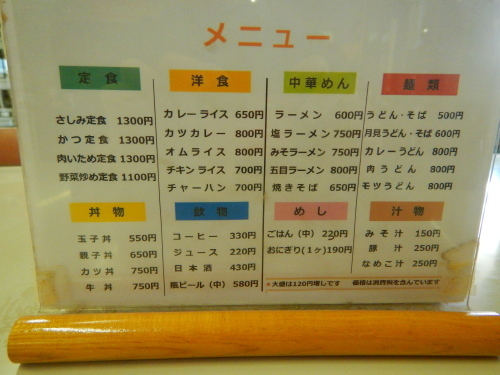 メニュー
定食
さしみ定食 1300円
かつ定食 1300円
肉いため定食 1300円
野菜炒め定食 1100円
洋食
カレーライス 650円
カツカレー 800円
オムライス 800円
チキンライス 700円
チャーハン 700円
中華めん
ラーメン 600円
塩ラーメン 750円
みそラーメン 750円
五目ラーメン 800円
焼きそば 650円
麺類
うどん・そば 500円
月見うどん・そば 600円
カレーうどん 800円
肉うどん 800円
モツうどん 800円
丼物
玉子丼 550円
親子丼 650円
カツ丼 750円
牛丼 750円
飲物
コーヒー 330円
ジュース 220円
日本酒 430円
瓶ビール(中) 580円
めし
ごはん(中) 220円
おにぎり(1ヶ) 190円
汁物
みそ汁 150円
豚汁 250円
なめこ汁 250円
*大盛は120円増しです 価格は消費税を含んでいます